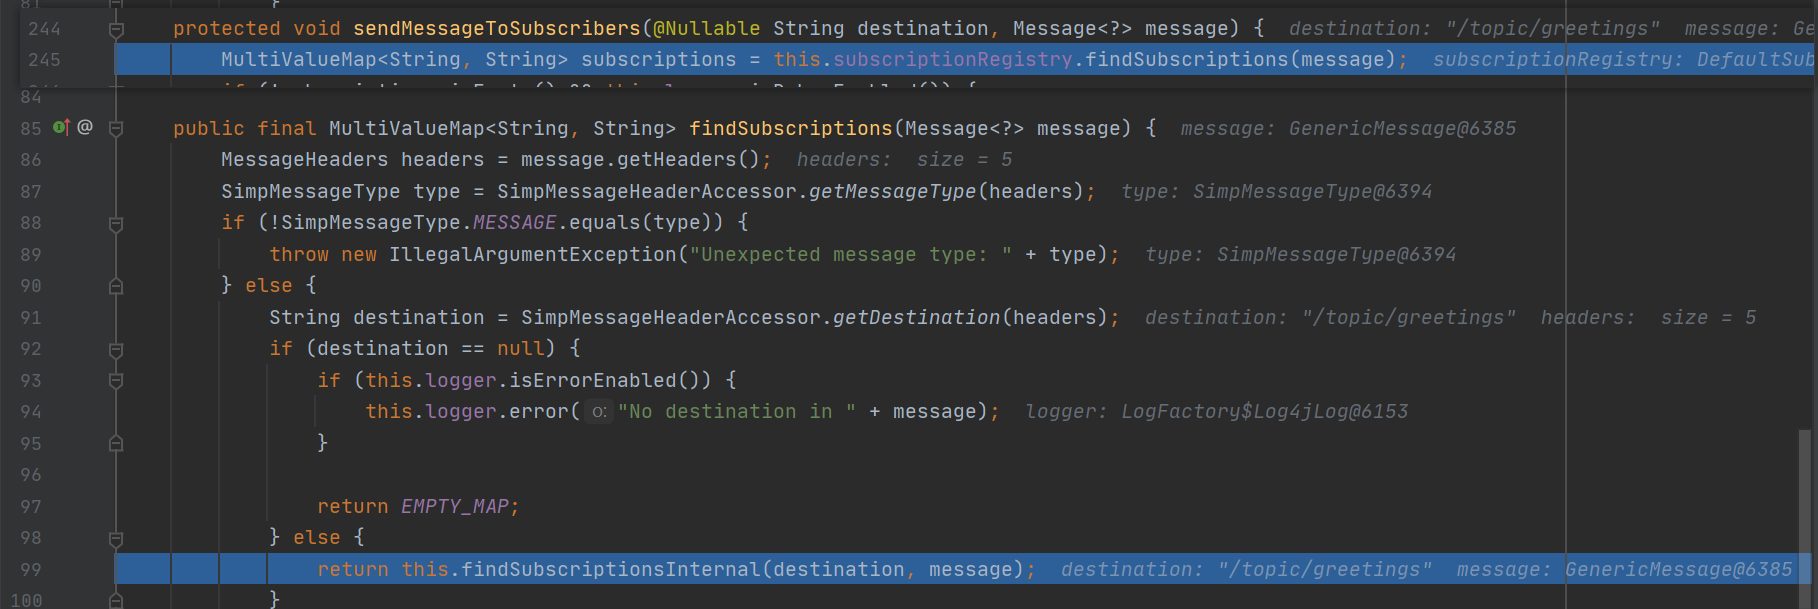 81 }
244 protected void sendMessageToSubscribers(@Nullable String destination, Message<?> message) { destination: "/topic/greetings" message: Ge
245 MultiValueMap<String, String> subscriptions = this.subscriptionRegistry.findSubscriptions(message); subscriptionRegistry: DefaultSub
84
85 @ public final MultiValueMap<String, String> findSubscriptions(Message<?> message) { message: GenericMessage@6385
86 MessageHeaders headers = message.getHeaders(); headers: size = 5
87 SimpMessageType type = SimpMessageHeaderAccessor.getMessageType(headers); type: SimpMessageType@6394
88 if (!SimpMessageType.MESSAGE.equals(type)) {
89 throw new IllegalArgumentException("Unexpected message type: " + type); type: SimpMessageType@6394
90 } else {
91 String destination = SimpMessageHeaderAccessor.getDestination(headers); destination: "/topic/greetings" headers: size = 5
92 if (destination == null) {
93 if (this.logger.isErrorEnabled()) {
94 this.logger.error( o: "No destination in " + message); logger: LogFactory$Log4jLog@6153
95 }
96
97 return EMPTY_MAP;
98 } else {
99 return this.findSubscriptionsInternal(destination, message); destination: "/topic/greetings" message: GenericMessage@6385
100 }